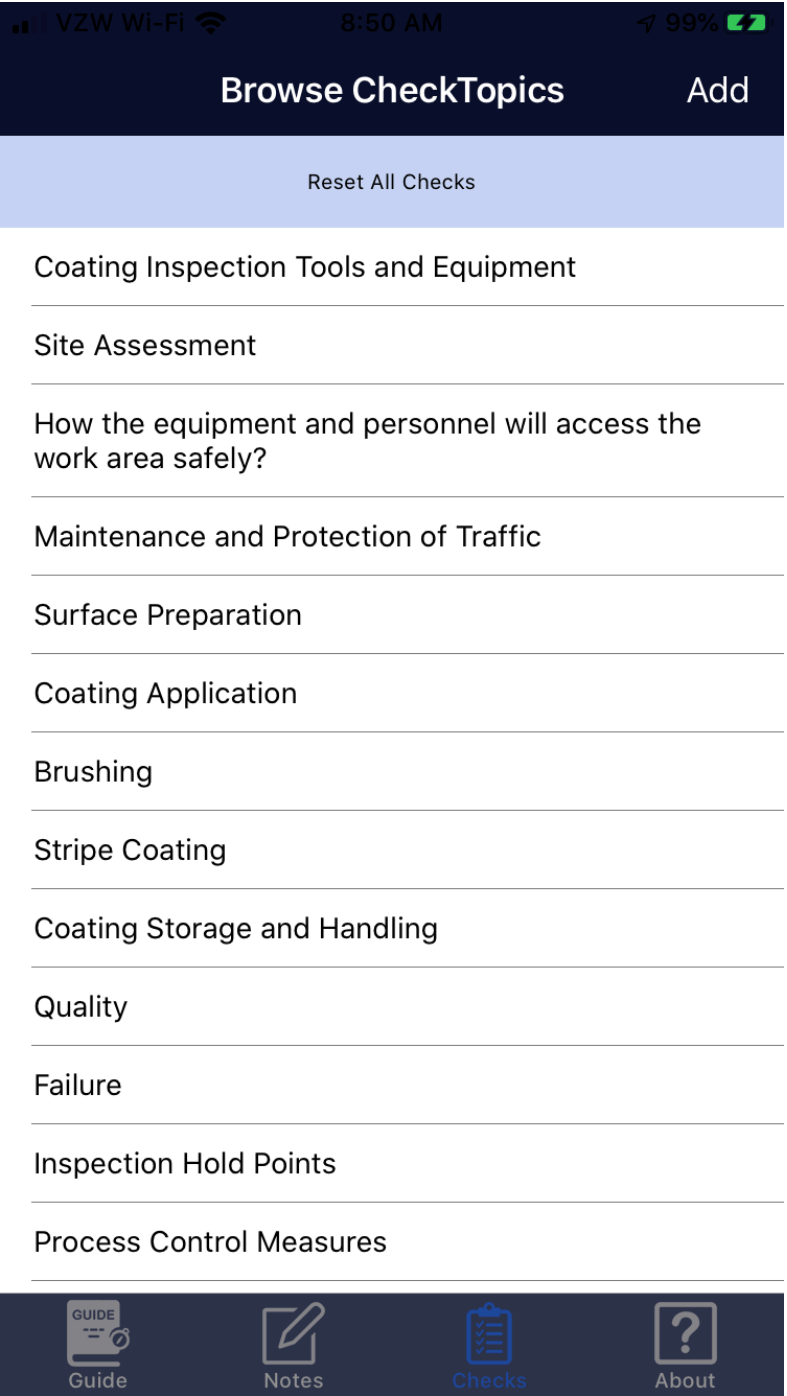 VZW Wi-Fi 8:50 AM 99%
Browse CheckTopics Add
Reset All Checks
Coating Inspection Tools and Equipment
Site Assessment
How the equipment and personnel will access the
work area safely?
Maintenance and Protection of Traffic
Surface Preparation
Coating Application
Brushing
Stripe Coating
Coating Storage and Handling
Quality
Failure
Inspection Hold Points
Process Control Measures
GUIDE
Guide Notes Checks About